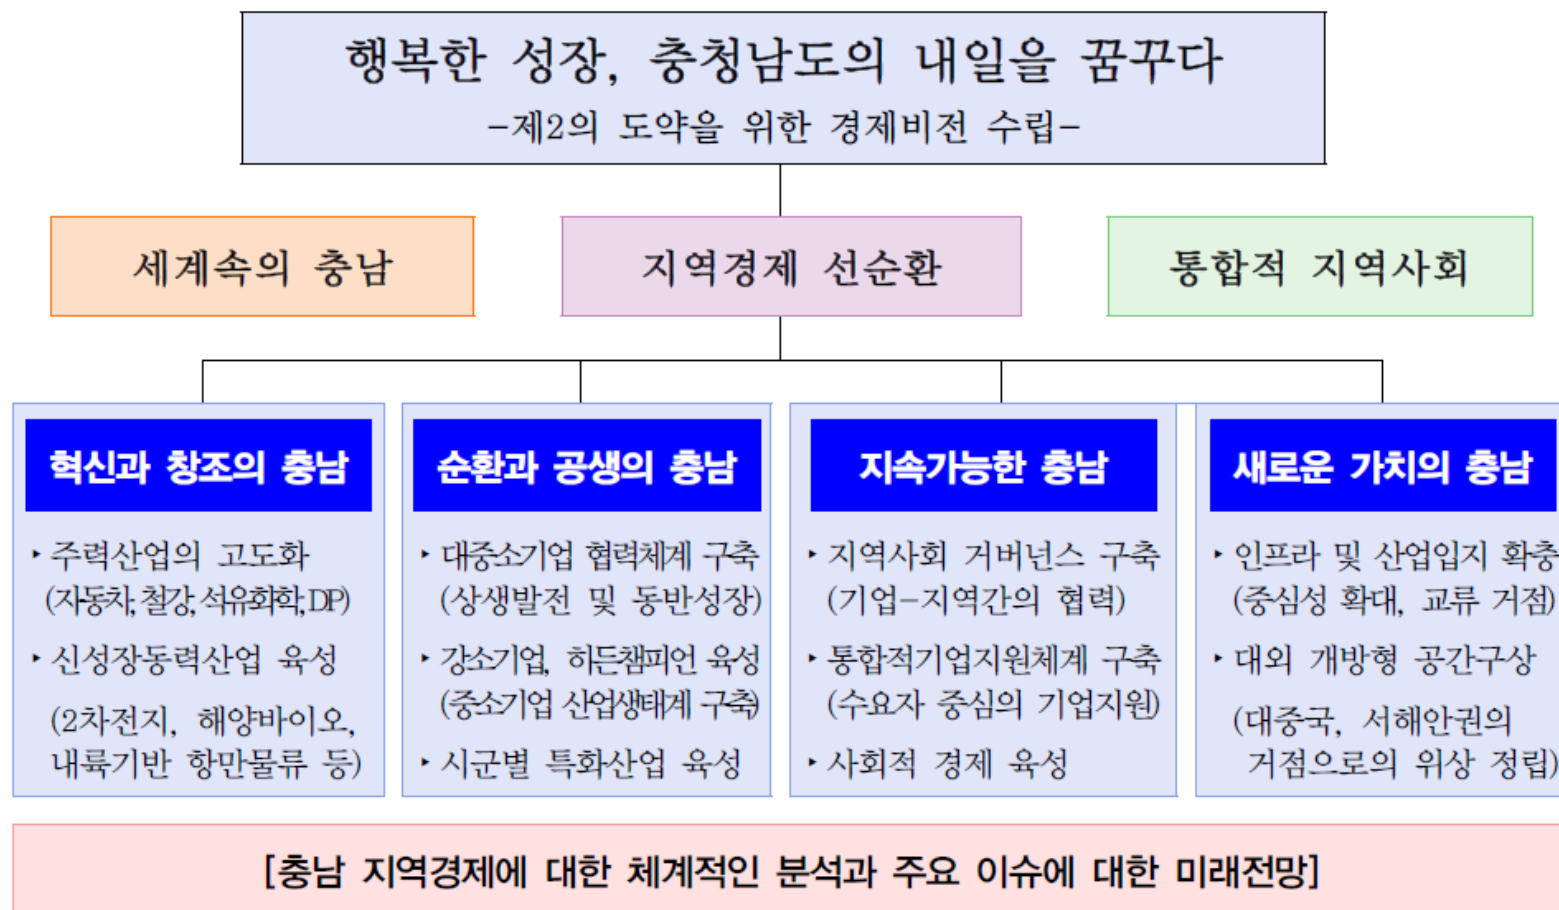 행복한 성장, 충청남도의 내일을 꿈꾸다
-제2의 도약을 위한 경제비전 수립-
세계속의 충남
지역경제 선순환
통합적 지역사회
혁신과 창조의 충남
‣ 주력산업의 고도화
(자동차, 철강, 석유화학, DP)
‣ 신성장동력산업 육성
(2차전지, 해양바이오,
내륙기반 항만물류 등)
순환과 공생의 충남
‣ 대중소기업 협력체계 구축
(상생발전 및 동반성장)
‣ 강소기업, 히든챔피언 육성
(중소기업 산업생태계 구축)
‣ 시군별 특화산업 육성
지속가능한 충남
‣ 지역사회 거버넌스 구축
(기업-지역간의 협력)
‣ 통합적기업지원체계 구축
(수요자 중심의 기업지원)
‣ 사회적 경제 육성
새로운 가치의 충남
‣ 인프라 및 산업입지 확충
(중심성 확대, 교류 거점)
‣ 대외 개방형 공간구상
(대중국, 서해안권의
거점으로의 위상 정립)
[충남 지역경제에 대한 체계적인 분석과 주요 이슈에 대한 미래전망]